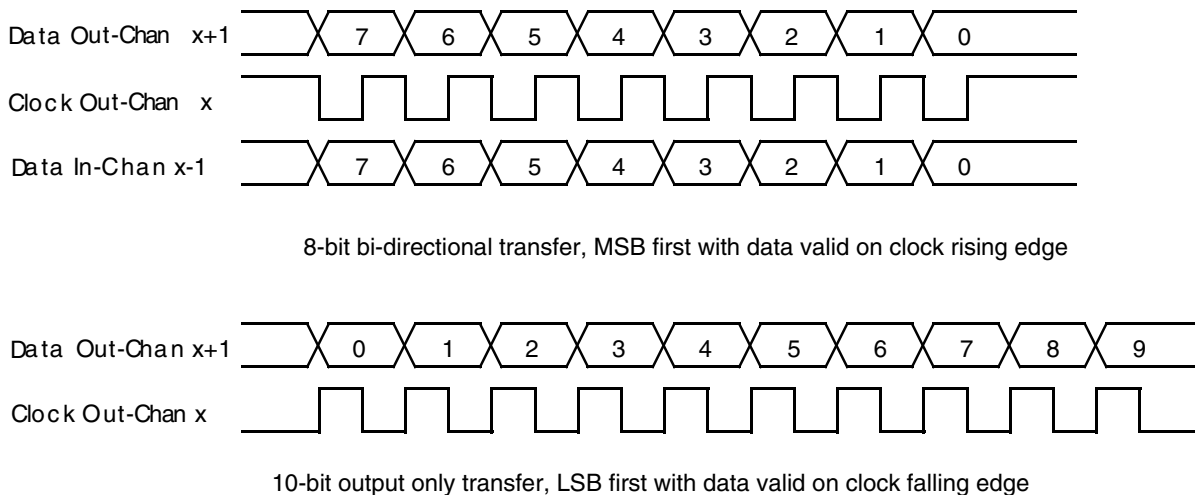 Data Out-Chan x+1
7 6 5 4 3 2 1 0
Clock Out-Chan x
Data In-Chan x-1
7 6 5 4 3 2 1 0
8-bit bi-directional transfer, MSB first with data valid on clock rising edge
Data Out-Chan x+1
0 1 2 3 4 5 6 7 8 9
Clock Out-Chan x
10-bit output only transfer, LSB first with data valid on clock falling edge